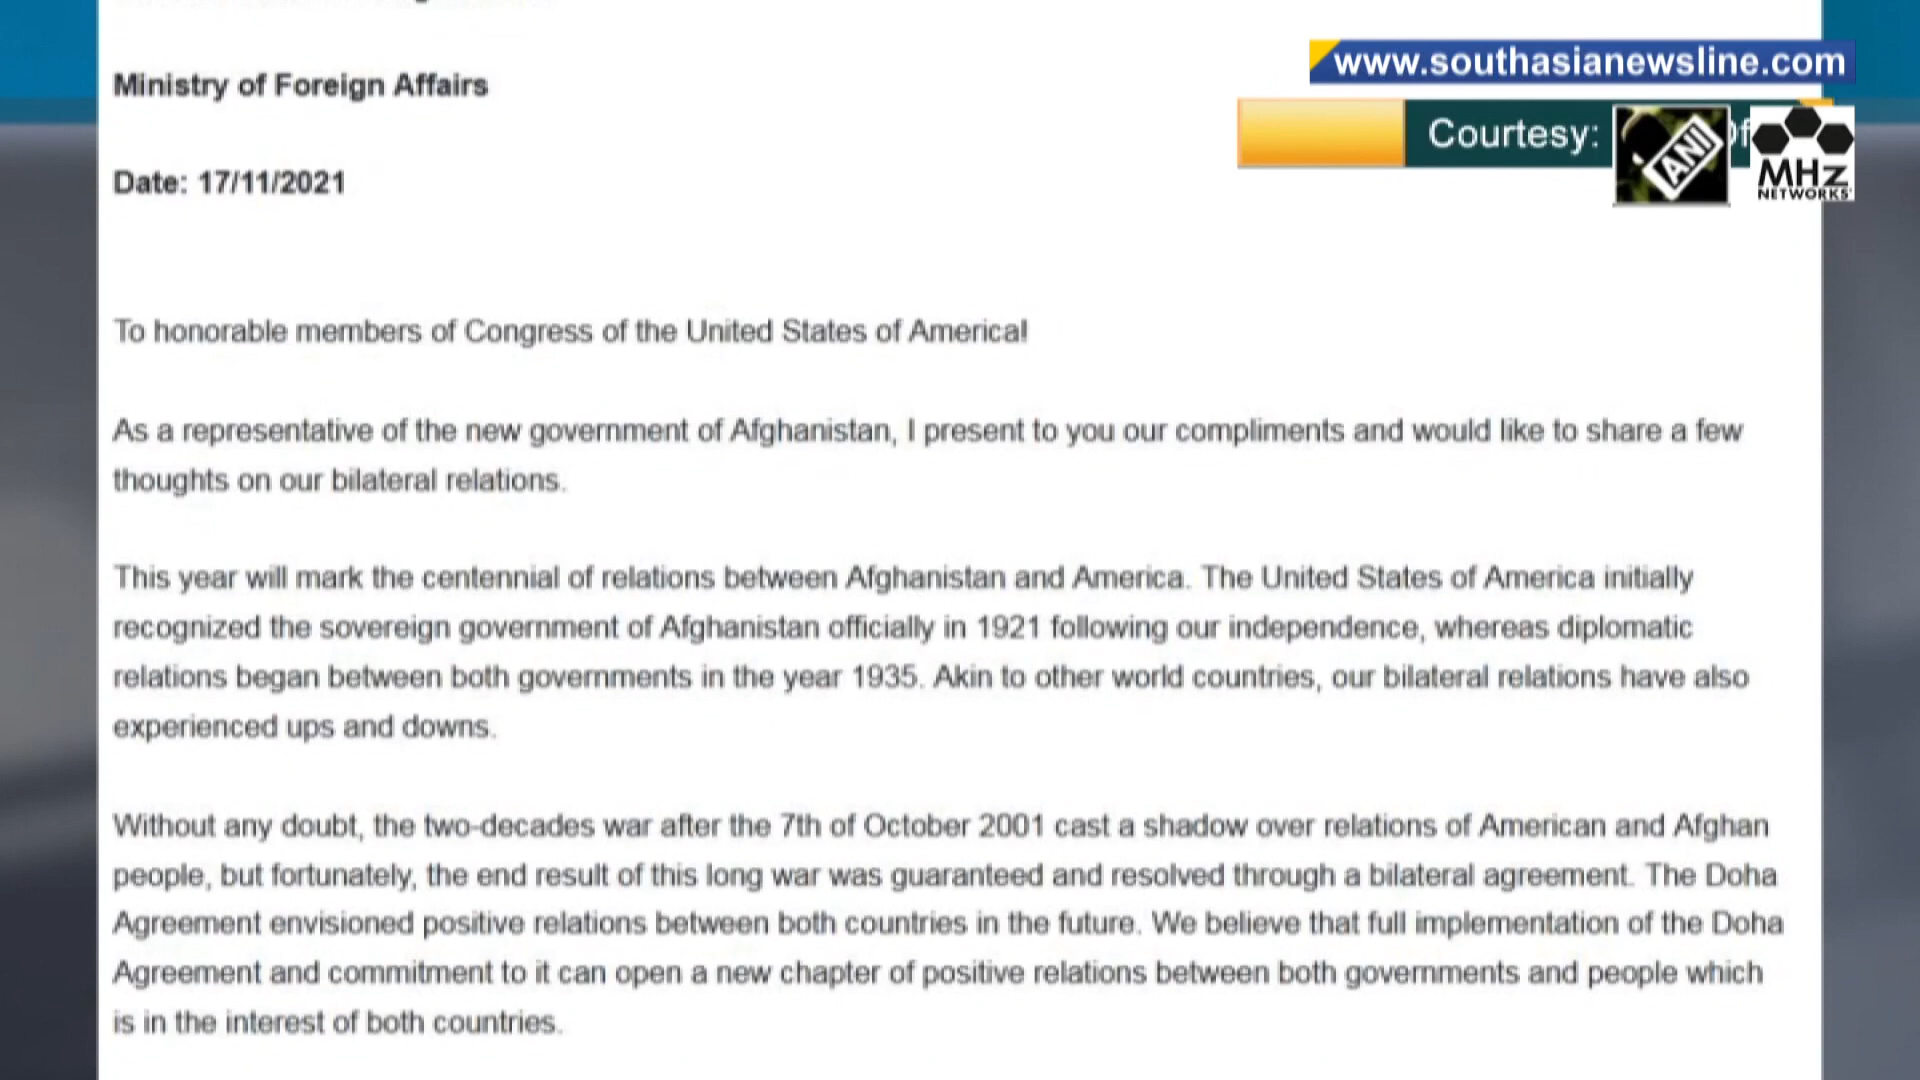 www.southasianewsline.com
Courtesy:
ANI
MHz
NETWORKS
Ministry of Foreign Affairs
Date: 17/11/2021
To honorable members of Congress of the United States of America!
As a representative of the new government of Afghanistan, I present to you our compliments and would like to share a few
thoughts on our bilateral relations.
This year will mark the centennial of relations between Afghanistan and America. The United States of America initially
recognized the sovereign government of Afghanistan officially in 1921 following our independence, whereas diplomatic
relations began between both governments in the year 1935. Akin to other world countries, our bilateral relations have also
experienced ups and downs.
Without any doubt, the two-decades war after the 7th of October 2001 cast a shadow over relations of American and Afghan
people, but fortunately, the end result of this long war was guaranteed and resolved through a bilateral agreement. The Doha
Agreement envisioned positive relations between both countries in the future. We believe that full implementation of the Doha
Agreement and commitment to it can open a new chapter of positive relations between both governments and people which
is in the interest of both countries.